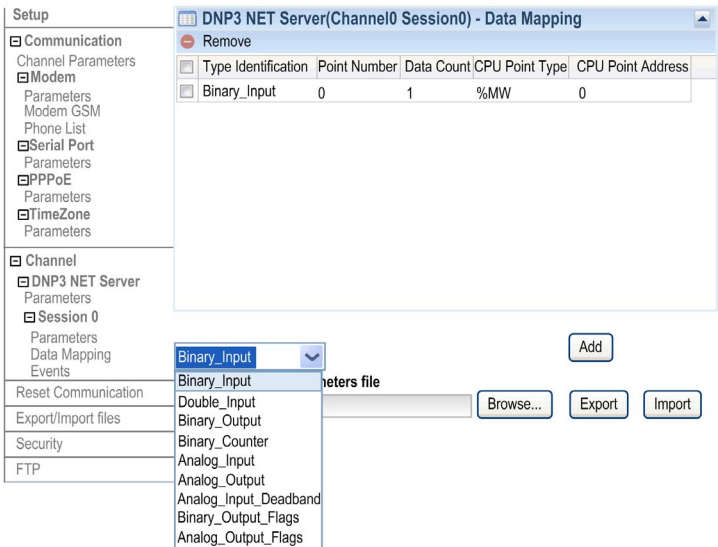 Setup
Communication
Channel Parameters
Modem
Parameters
Modem GSM
Phone List
Serial Port
Parameters
PPPoE
Parameters
TimeZone
Parameters
Channel
DNP3 NET Server
Parameters
Session 0
Parameters
Data Mapping
Events
Reset Communication
Export/Import files
Security
FTP
DNP3 NET Server(Channel0 Session0) - Data Mapping
Remove
Type Identification Point Number Data Count CPU Point Type CPU Point Address
Binary_Input 0 1 %MW 0
Binary_Input
Add
meters file
Browse... Export Import
Binary_Input
Double_Input
Binary_Output
Binary_Counter
Analog_Input
Analog_Output
Analog_Input_Deadband
Binary_Output_Flags
Analog_Output_Flags